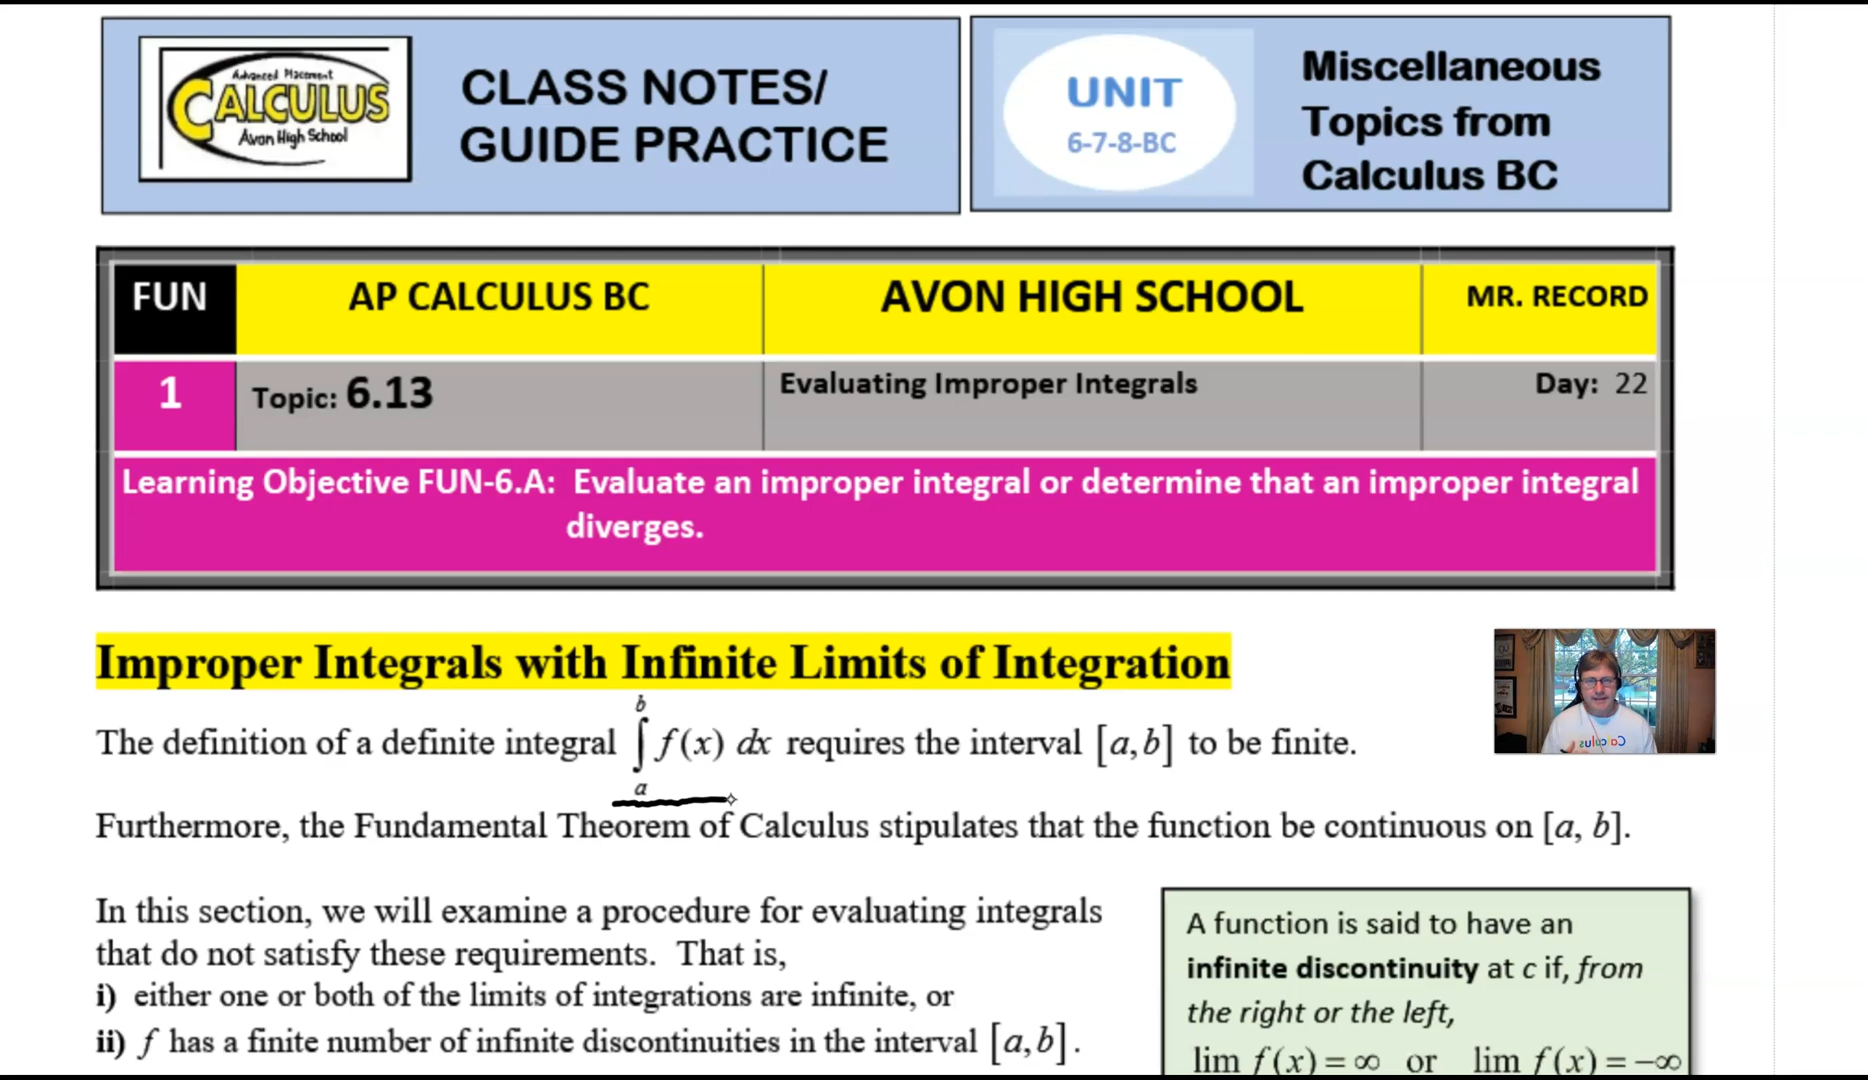 Advanced Placement
CALCULUS
Avon High School
CLASS NOTES/
GUIDE PRACTICE
UNIT
6-7-8-BC
Miscellaneous
Topics from
Calculus BC
FUN AP CALCULUS BC AVON HIGH SCHOOL MR. RECORD
1 Topic: 6.13 Evaluating Improper Integrals Day: 22
Learning Objective FUN-6.A: Evaluate an improper integral or determine that an improper integral
diverges.
Improper Integrals with Infinite Limits of Integration
The definition of a definite integral ∫_a^b f(x) dx requires the interval [a,b] to be finite.
Furthermore, the Fundamental Theorem of Calculus stipulates that the function be continuous on [a, b].
In this section, we will examine a procedure for evaluating integrals
that do not satisfy these requirements. That is,
i) either one or both of the limits of integrations are infinite, or
ii) f has a finite number of infinite discontinuities in the interval [a,b].
A function is said to have an
infinite discontinuity at c if, from
the right or the left,
lim f(x) = ∞ or lim f(x) = −∞
Calculus